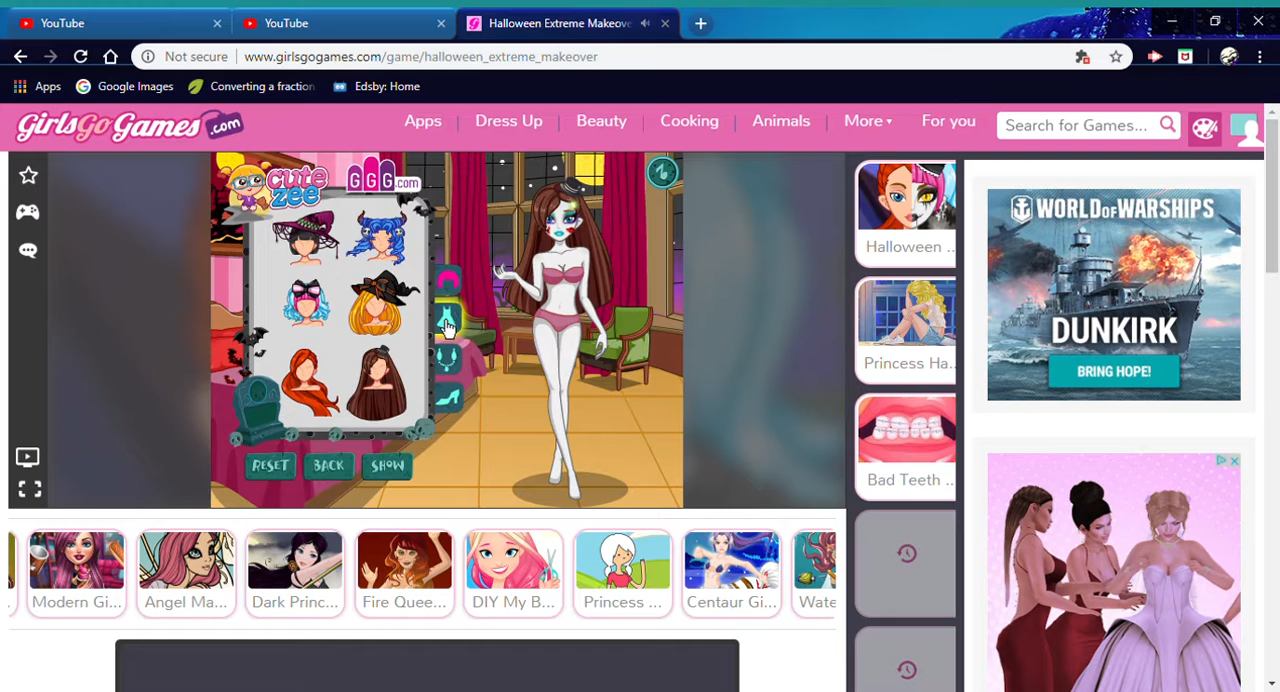 YouTube
YouTube
Halloween Extreme Makeove
Not secure
www.girlsgogames.com/game/halloween_extreme_makeover
Apps
Google Images
Converting a fraction
Edsby: Home
GirlsGoGames.com
Apps
Dress Up
Beauty
Cooking
Animals
More
For you
Search for Games...
cute zee
GGG.com
RESET
BACK
SHOW
Halloween ..
Princess Ha..
Bad Teeth ..
WORLD OF WARSHIPS
DUNKIRK
BRING HOPE!
Modern Gi...
Angel Ma...
Dark Princ...
Fire Quee...
DIY My B...
Princess ...
Centaur Gi...
Wate